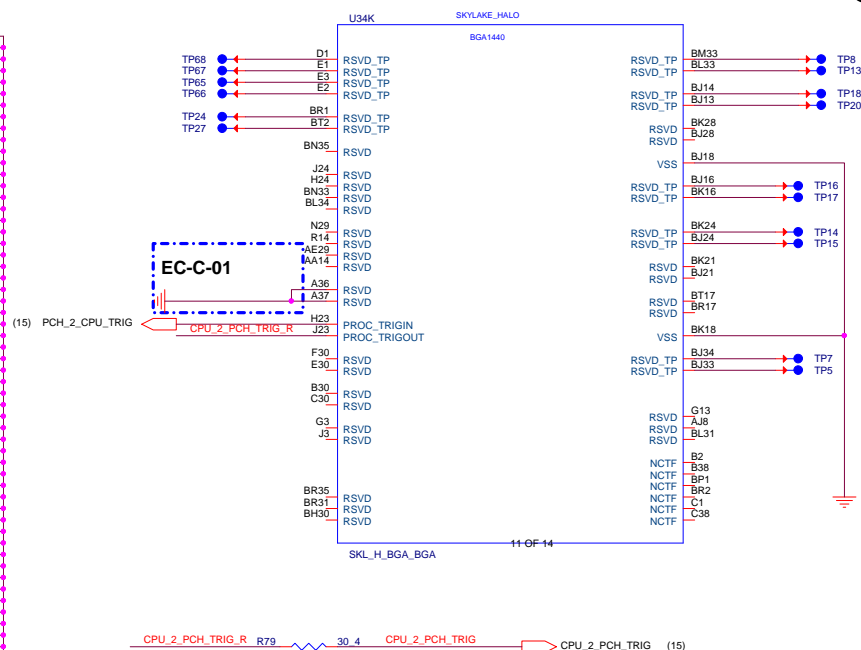 U34K
SKYLAKE_HALO
BGA1440
TP68 D1 RSVD_TP
TP67 E1 RSVD_TP
TP65 E3 RSVD_TP
TP66 E2 RSVD_TP
TP24 BR1 RSVD_TP
TP27 BT2 RSVD_TP
BN35 RSVD
J24 RSVD
H24 RSVD
BN33 RSVD
BL34 RSVD
N29 RSVD
R14 RSVD
AE29 RSVD
AA14 RSVD
EC-C-01
A36 RSVD
A37 RSVD
(15) PCH_2_CPU_TRIG H23 PROC_TRIGIN
CPU_2_PCH_TRIG_R J23 PROC_TRIGOUT
F30 RSVD
E30 RSVD
B30 RSVD
C30 RSVD
G3 RSVD
J3 RSVD
BR35 RSVD
BR31 RSVD
BH30 RSVD
RSVD_TP BM33 TP8
RSVD_TP BL33 TP13
RSVD_TP BJ14 TP18
RSVD_TP BJ13 TP20
RSVD BK28
RSVD BJ28
VSS BJ18
RSVD_TP BJ16 TP16
RSVD_TP BK16 TP17
RSVD_TP BK24 TP14
RSVD_TP BJ24 TP15
RSVD BK21
RSVD BJ21
RSVD BT17
RSVD BR17
VSS BK18
RSVD_TP BJ34 TP7
RSVD_TP BJ33 TP5
RSVD G13
RSVD AJ8
RSVD BL31
NCTF B2
NCTF B38
NCTF BP1
NCTF BR2
NCTF C1
NCTF C38
11 OF 14
SKL_H_BGA_BGA
CPU_2_PCH_TRIG_R R79 30_4 CPU_2_PCH_TRIG CPU_2_PCH_TRIG (15)